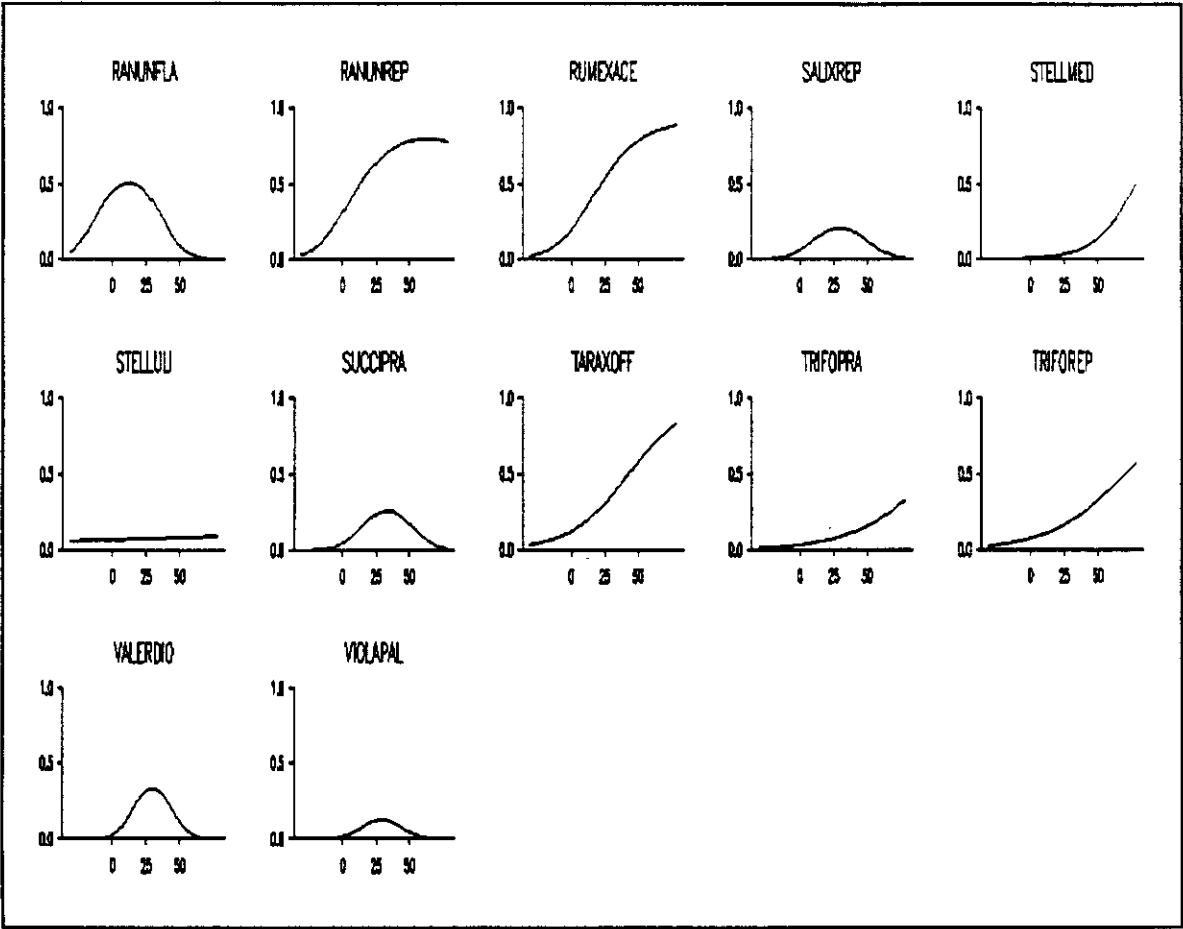 RANUNFLA RANUNREP RUMEXACE SALIXREP STELLMED
1.0 1.0 1.0 1.0 1.0
0.5 0.5 0.5 0.5 0.5
0.0 0.0 0.0 0.0 0.0
0 25 50 0 25 50 0 25 50 0 25 50 0 25 50
STELLULI SUCCIPRA TARAXOFF TRIFOPRA TRIFOREP
1.0 1.0 1.0 1.0 1.0
0.5 0.5 0.5 0.5 0.5
0.0 0.0 0.0 0.0 0.0
0 25 50 0 25 50 0 25 50 0 25 50 0 25 50
VALERDIO VIOLAPAL
1.0 1.0
0.5 0.5
0.0 0.0
0 25 50 0 25 50